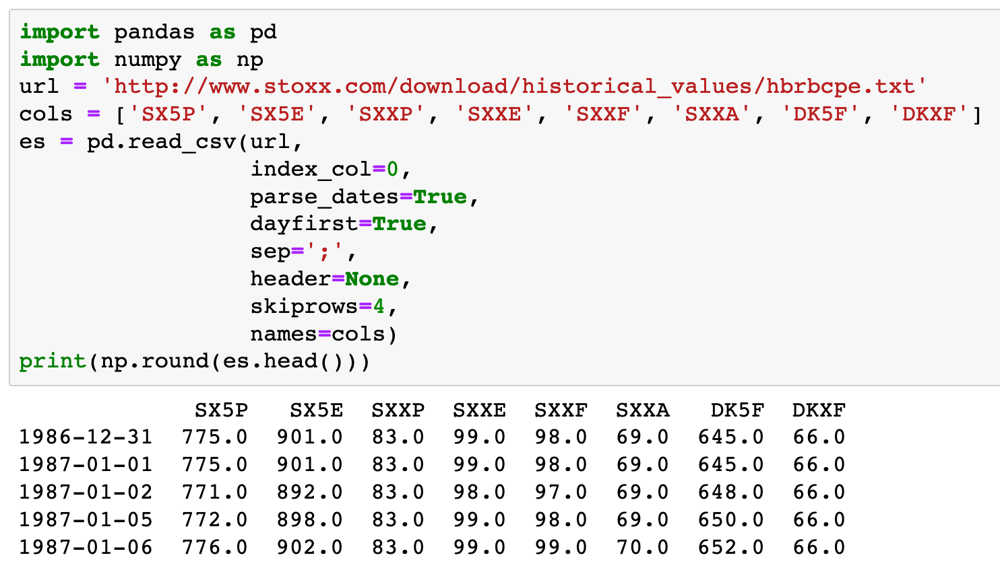 import pandas as pd
import numpy as np
url = 'http://www.stoxx.com/download/historical_values/hbrbcpe.txt'
cols = ['SX5P', 'SX5E', 'SXXP', 'SXXE', 'SXXF', 'SXXA', 'DK5F', 'DKXF']
es = pd.read_csv(url,
                 index_col=0,
                 parse_dates=True,
                 dayfirst=True,
                 sep=';',
                 header=None,
                 skiprows=4,
                 names=cols)
print(np.round(es.head()))
             SX5P   SX5E  SXXP  SXXE  SXXF  SXXA   DK5F  DKXF
1986-12-31  775.0  901.0  83.0  99.0  98.0  69.0  645.0  66.0
1987-01-01  775.0  901.0  83.0  99.0  98.0  69.0  645.0  66.0
1987-01-02  771.0  892.0  83.0  98.0  97.0  69.0  648.0  66.0
1987-01-05  772.0  898.0  83.0  99.0  98.0  69.0  650.0  66.0
1987-01-06  776.0  902.0  83.0  99.0  99.0  70.0  652.0  66.0